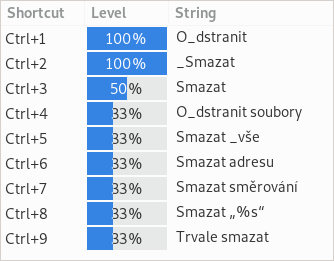 Shortcut Level String
Ctrl+1 100% O_dstranit
Ctrl+2 100% _Smazat
Ctrl+3 50% Smazat
Ctrl+4 33% O_dstranit soubory
Ctrl+5 33% Smazat _vše
Ctrl+6 33% Smazat adresu
Ctrl+7 33% Smazat směrování
Ctrl+8 33% Smazat „%s“
Ctrl+9 33% Trvale smazat